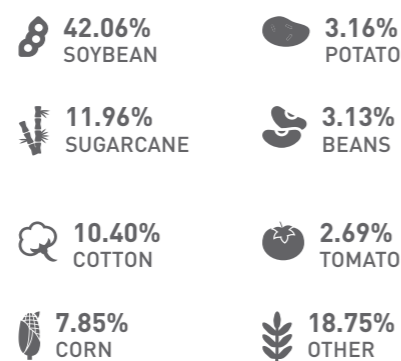 42.06%
SOYBEAN
11.96%
SUGARCANE
10.40%
COTTON
7.85%
CORN
3.16%
POTATO
3.13%
BEANS
2.69%
TOMATO
18.75%
OTHER